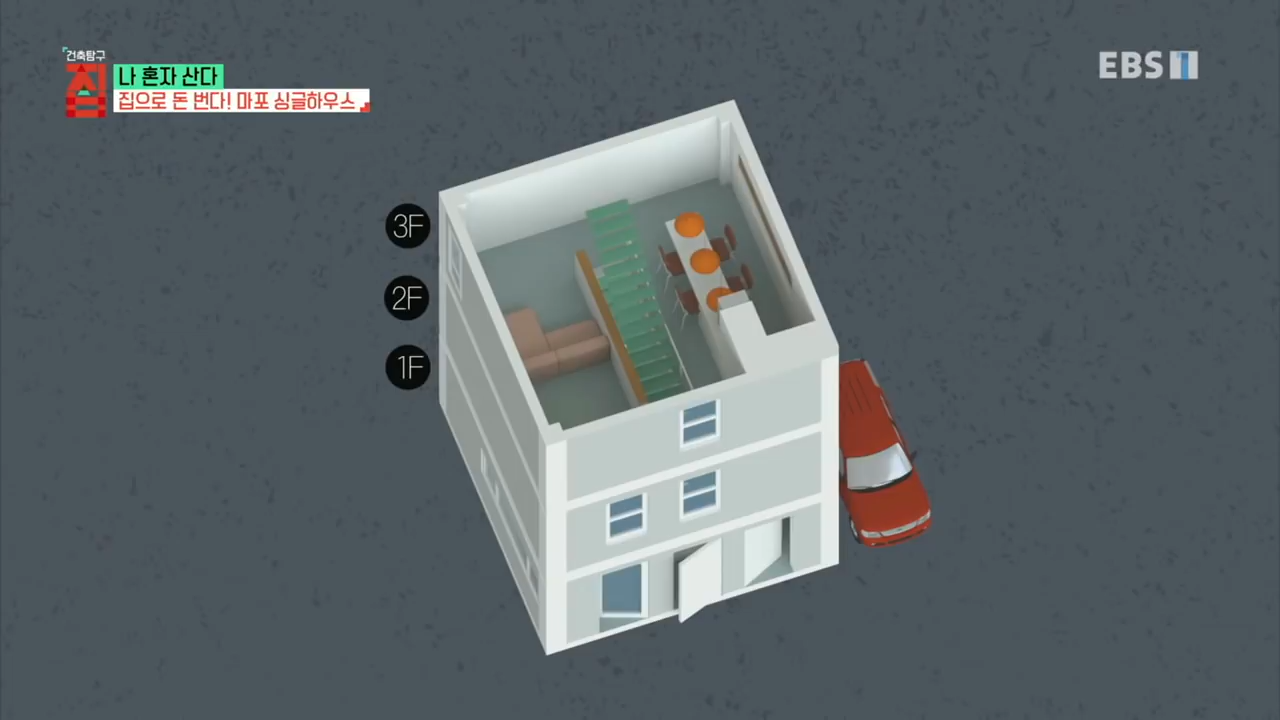 건축탐구
집
나 혼자 산다
집으로 돈 번다! 마포 싱글하우스
EBS 1
3F
2F
1F